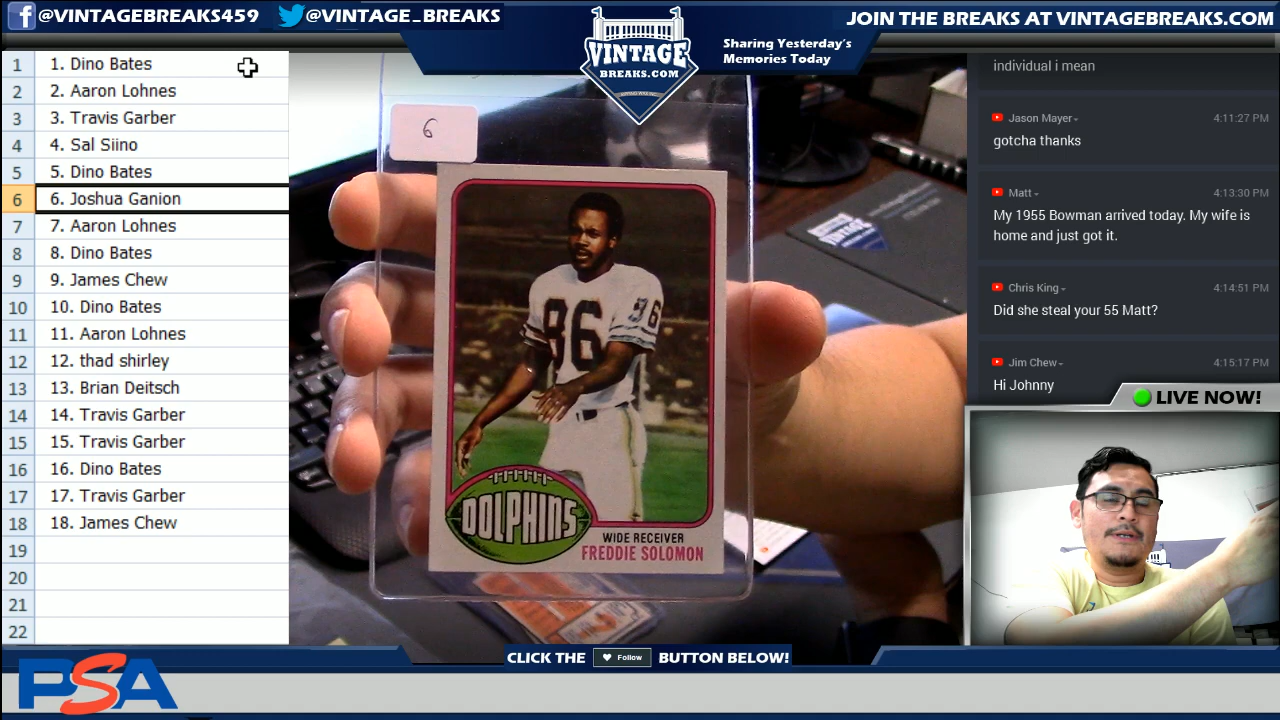 @VINTAGEBREAKS459
@VINTAGE_BREAKS
VINTAGE
BREAKS.COM
Sharing Yesterday's
Memories Today
JOIN THE BREAKS AT VINTAGEBREAKS.COM
1 1. Dino Bates
2 2. Aaron Lohnes
3 3. Travis Garber
4 4. Sal Siino
5 5. Dino Bates
6 6. Joshua Ganion
7 7. Aaron Lohnes
8 8. Dino Bates
9 9. James Chew
10 10. Dino Bates
11 11. Aaron Lohnes
12 12. thad shirley
13 13. Brian Deitsch
14 14. Travis Garber
15 15. Travis Garber
16 16. Dino Bates
17 17. Travis Garber
18 18. James Chew
19
20
21
22
6
86
86
DOLPHINS
WIDE RECEIVER
FREDDIE SOLOMON
individual i mean
Jason Mayer 4:11:27 PM
gotcha thanks
Matt 4:13:30 PM
My 1955 Bowman arrived today. My wife is
home and just got it.
Chris King 4:14:51 PM
Did she steal your 55 Matt?
Jim Chew 4:15:17 PM
Hi Johnny
LIVE NOW!
CLICK THE Follow BUTTON BELOW!
PSA